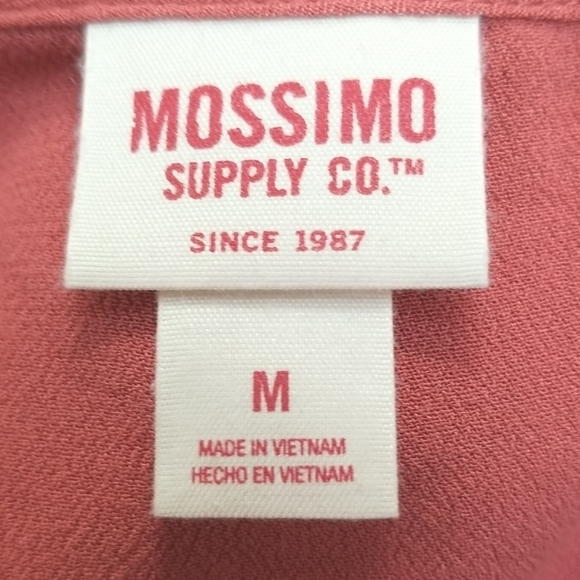 MOSSIMO
SUPPLY CO.™
SINCE 1987
M
MADE IN VIETNAM
HECHO EN VIETNAM